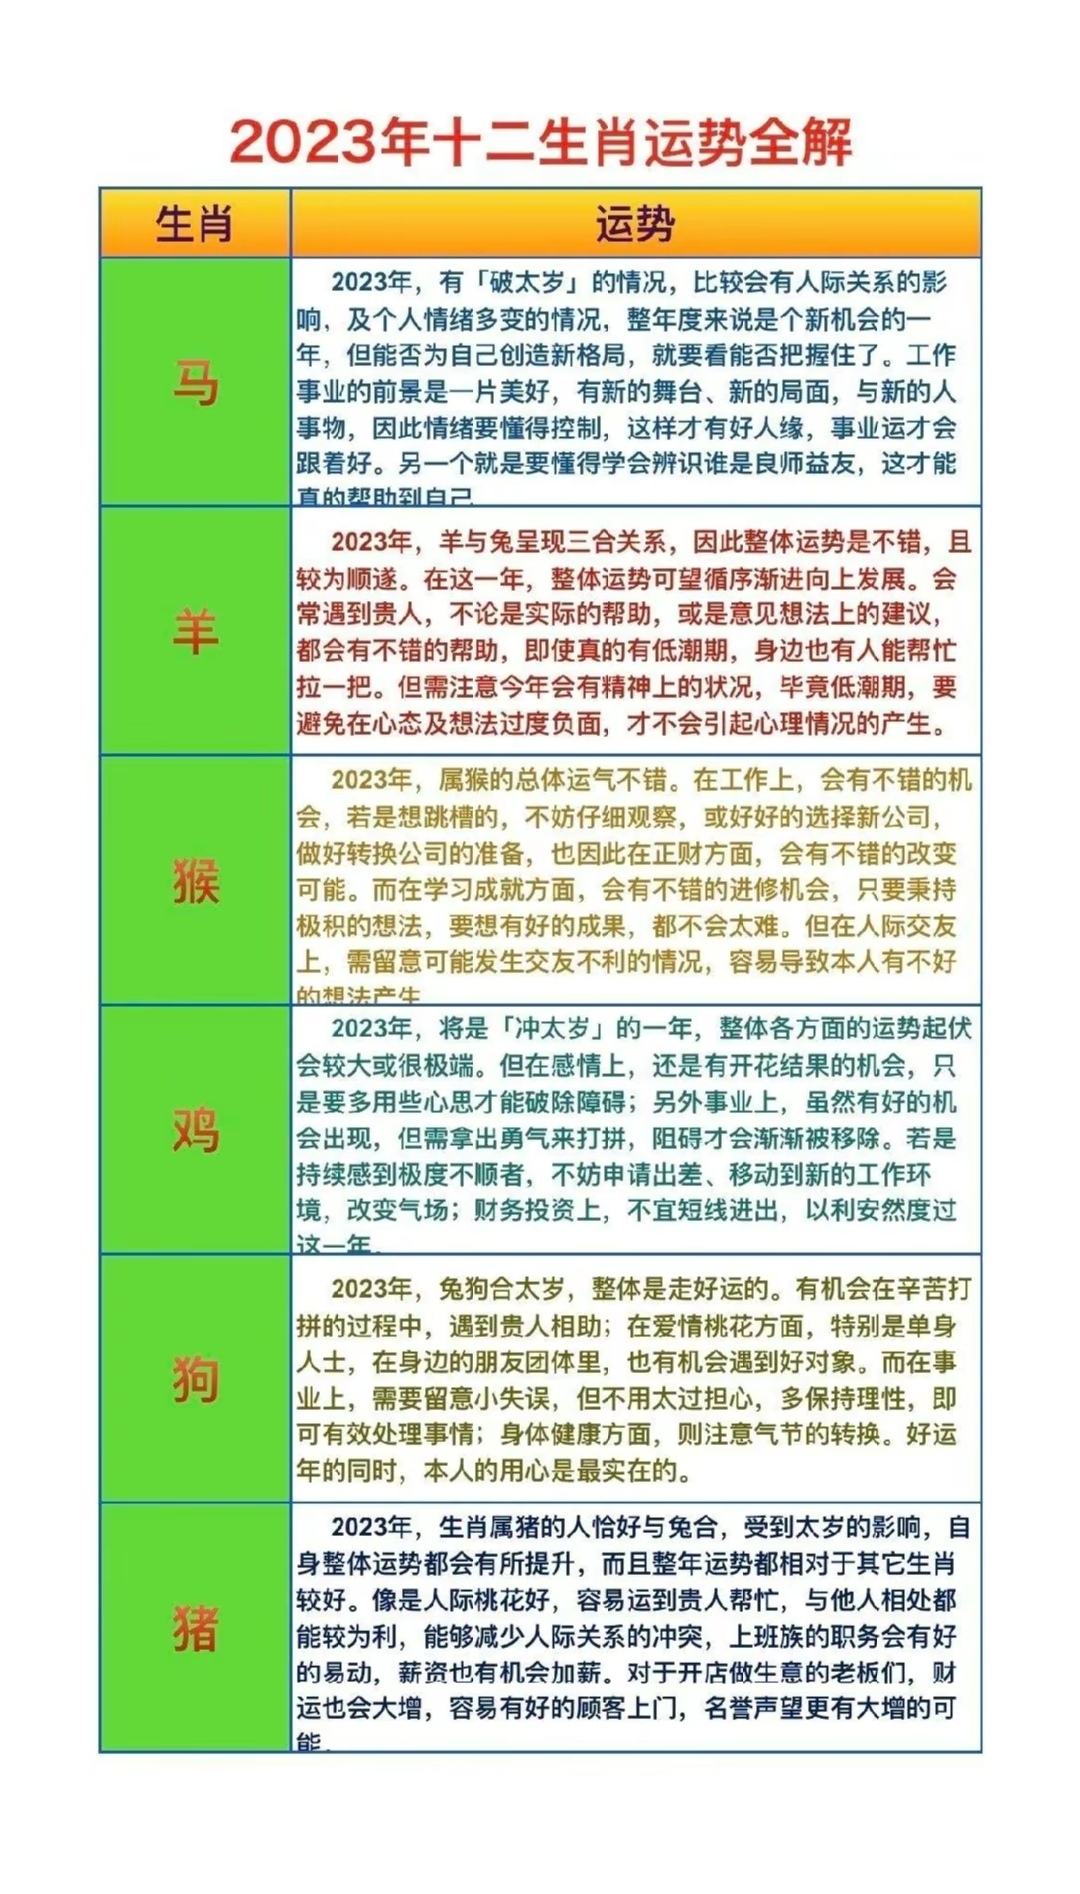 2023年十二生肖运势全解
生肖
运势
马
2023年，有「破太岁」的情况，比较会有人际关系的影
响，及个人情绪多变的情况，整年度来说是个新机会的一
年，但能否为自己创造新格局，就要看能否把握住了。工作
事业的前景是一片美好，有新的舞台、新的局面，与新的人
事物，因此情绪要懂得控制，这样才有好人缘，事业运才会
跟着好。另一个就是要懂得学会辨识谁是良师益友，这才能
真的帮助到自己
羊
2023年，羊与兔呈现三合关系，因此整体运势是不错，且
较为顺遂。在这一年，整体运势可望循序渐进向上发展。会
常遇到贵人，不论是实际的帮助，或是意见想法上的建议，
都会有不错的帮助，即使真的有低潮期，身边也有人能帮忙
拉一把。但需注意今年会有精神上的状况，毕竟低潮期，要
避免在心态及想法过度负面，才不会引起心理情况的产生。
猴
2023年，属猴的总体运气不错。在工作上，会有不错的机
会，若是想跳槽的，不妨仔细观察，或好好的选择新公司，
做好转换公司的准备，也因此在正财方面，会有不错的改变
可能。而在学习成就方面，会有不错的进修机会，只要秉持
极积的想法，要想有好的成果，都不会太难。但在人际交友
上，需留意可能发生交友不利的情况，容易导致本人有不好
的想法产生
鸡
2023年，将是「冲太岁」的一年，整体各方面的运势起伏
会较大或很极端。但在感情上，还是有开花结果的机会，只
是要多用些心思才能破除障碍；另外事业上，虽然有好的机
会出现，但需拿出勇气来打拼，阻碍才会渐渐被移除。若是
持续感到极度不顺者，不妨申请出差、移动到新的工作环
境，改变气场；财务投资上，不宜短线进出，以利安然度过
这一年。
狗
2023年，兔狗合太岁，整体是走好运的。有机会在辛苦打
拼的过程中，遇到贵人相助；在爱情桃花方面，特别是单身
人士，在身边的朋友团体里，也有机会遇到好对象。而在事
业上，需要留意小失误，但不用太过担心，多保持理性，即
可有效处理事情；身体健康方面，则注意气节的转换。好运
年的同时，本人的用心是最实在的。
猪
2023年，生肖属猪的人恰好与兔合，受到太岁的影响，自
身整体运势都会有所提升，而且整年运势都相对于其它生肖
较好。像是人际桃花好，容易运到贵人帮忙，与他人相处都
能较为利，能够减少人际关系的冲突，上班族的职务会有好
的易动，薪资也有机会加薪。对于开店做生意的老板们，财
运也会大增，容易有好的顾客上门，名誉声望更有大增的可
能。